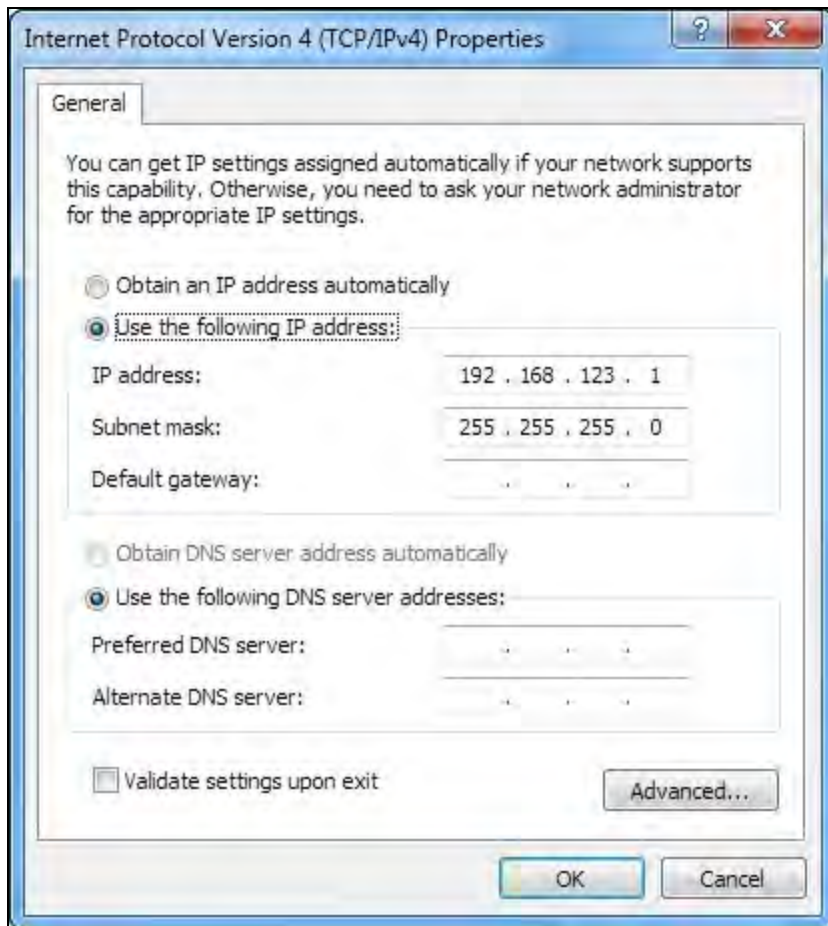 Internet Protocol Version 4 (TCP/IPv4) Properties
General
You can get IP settings assigned automatically if your network supports
this capability. Otherwise, you need to ask your network administrator
for the appropriate IP settings.
Obtain an IP address automatically
Use the following IP address:
IP address: 192 . 168 . 123 . 1
Subnet mask: 255 . 255 . 255 . 0
Default gateway: . . .
Obtain DNS server address automatically
Use the following DNS server addresses:
Preferred DNS server: . . .
Alternate DNS server: . . .
Validate settings upon exit
Advanced...
OK Cancel